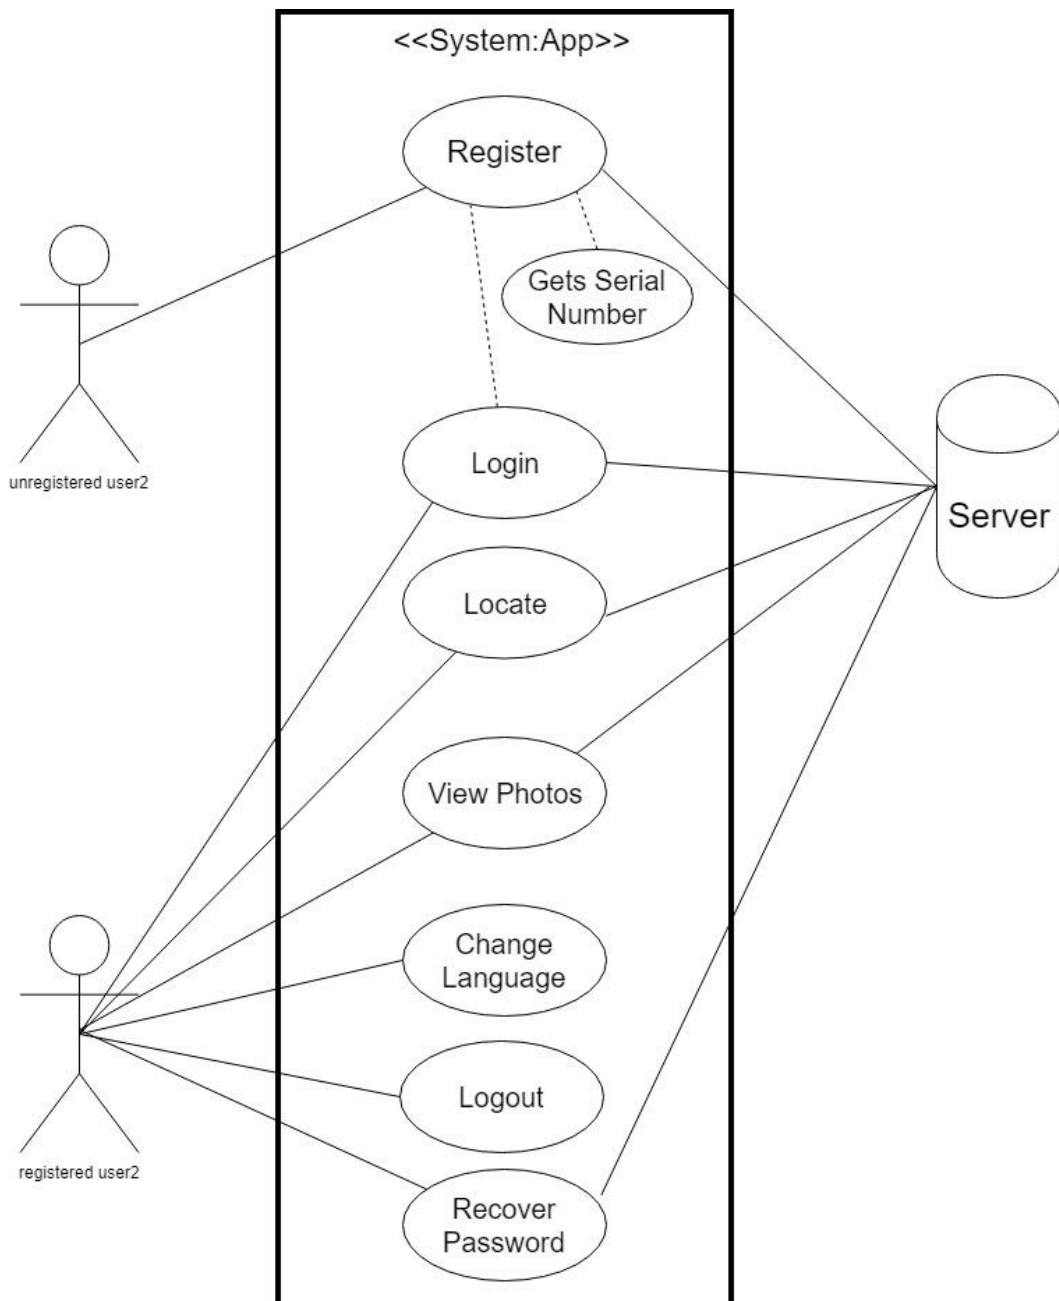 <<System:App>>
Register
Gets Serial
Number
unregistered user2
Login
Server
Locate
View Photos
Change
Language
Logout
registered user2
Recover
Password